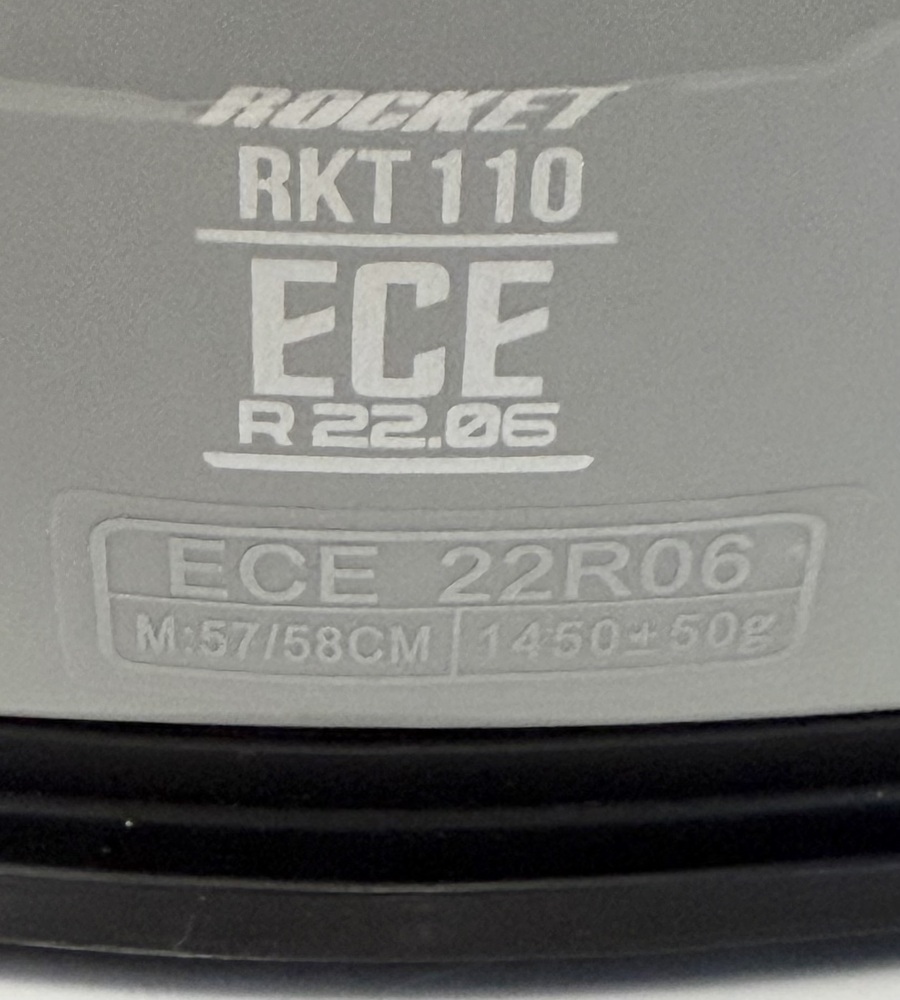 ROCKET
RKT 110
ECE
R 22.06
ECE 22R06
M:57/58CM 1450±50g